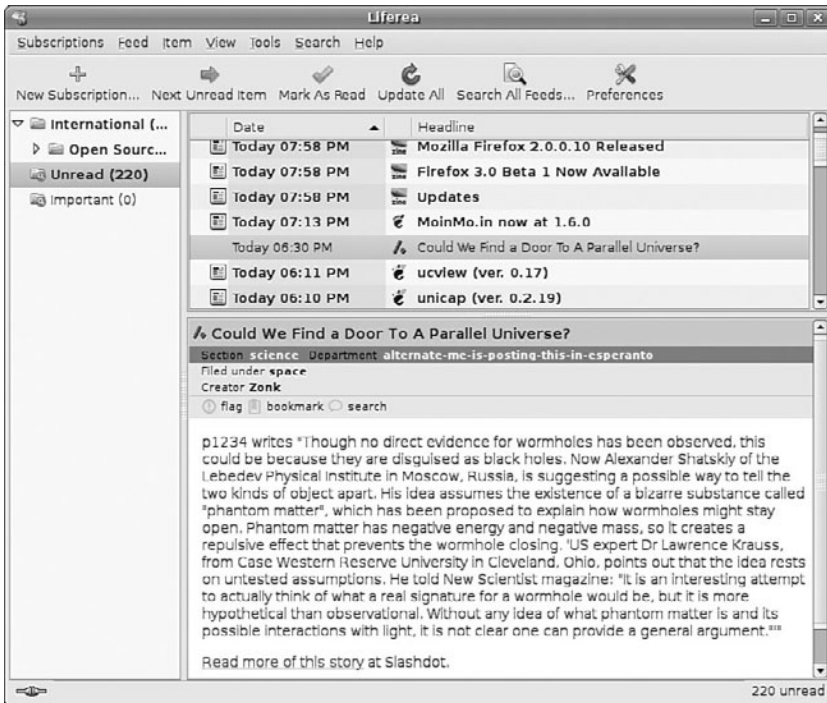 Liferea
Subscriptions Feed Item View Tools Search Help
New Subscription... Next Unread Item Mark As Read Update All Search All Feeds... Preferences
International (...
Open Sourc...
Unread (220)
Important (0)
Date Headline
Today 07:58 PM Mozilla Firefox 2.0.0.10 Released
Today 07:58 PM Firefox 3.0 Beta 1 Now Available
Today 07:58 PM Updates
Today 07:13 PM MoinMo.in now at 1.6.0
Today 06:30 PM Could We Find a Door To A Parallel Universe?
Today 06:11 PM ucview (ver. 0.17)
Today 06:10 PM unicap (ver. 0.2.19)
Could We Find a Door To A Parallel Universe?
Section science Department alternate-me-is-posting-this-in-esperanto
Filed under space
Creator Zonk
flag bookmark search
p1234 writes "Though no direct evidence for wormholes has been observed, this
could be because they are disguised as black holes. Now Alexander Shatskiy of the
Lebedev Physical Institute in Moscow, Russia, is suggesting a possible way to tell the
two kinds of object apart. His idea assumes the existence of a bizarre substance called
"phantom matter", which has been proposed to explain how wormholes might stay
open. Phantom matter has negative energy and negative mass, so it creates a
repulsive effect that prevents the wormhole closing. 'US expert Dr Lawrence Krauss,
from Case Western Reserve University in Cleveland, Ohio, points out that the idea rests
on untested assumptions. He told New Scientist magazine: "It is an interesting attempt
to actually think of what a real signature for a wormhole would be, but it is more
hypothetical than observational. Without any idea of what phantom matter is and its
possible interactions with light, it is not clear one can provide a general argument."'"
Read more of this story at Slashdot.
220 unread